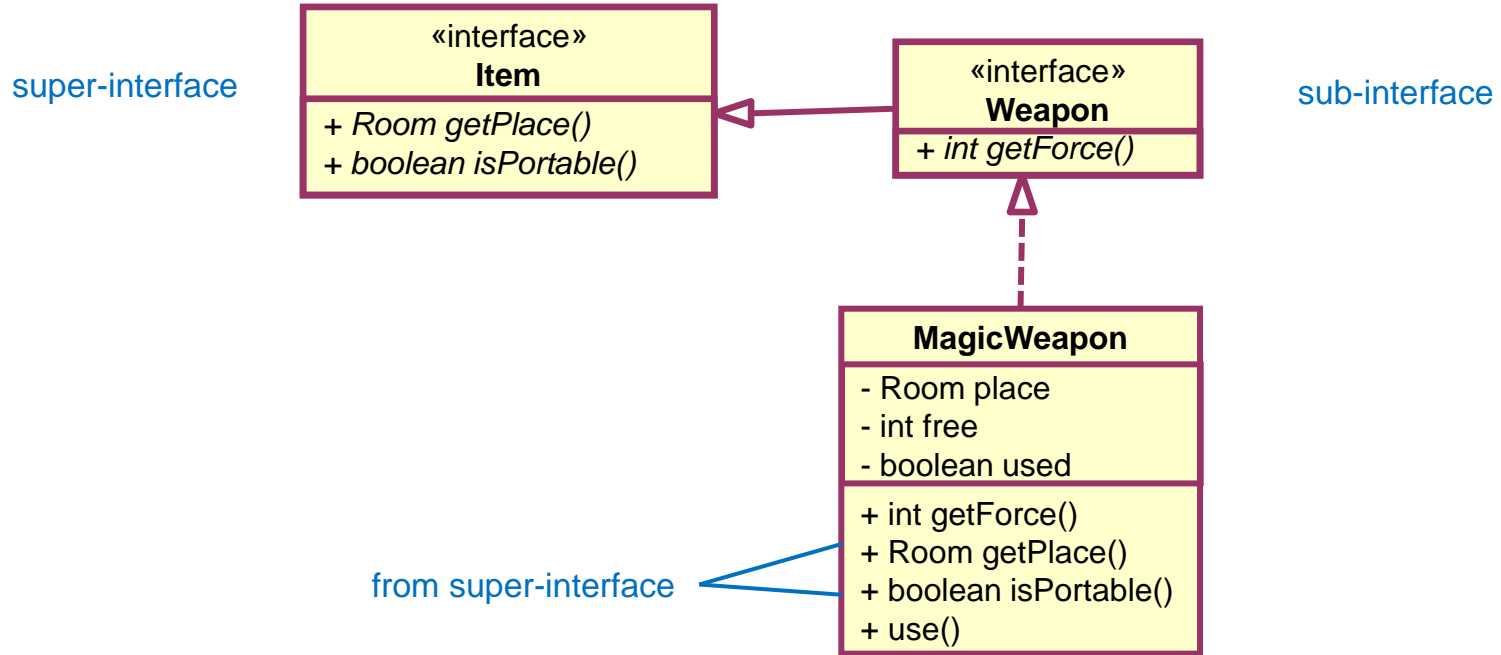 super-interface
«interface»
Item
+ Room getPlace()
+ boolean isPortable()
«interface»
Weapon
+ int getForce()
sub-interface
MagicWeapon
- Room place
- int free
- boolean used
+ int getForce()
+ Room getPlace()
+ boolean isPortable()
+ use()
from super-interface